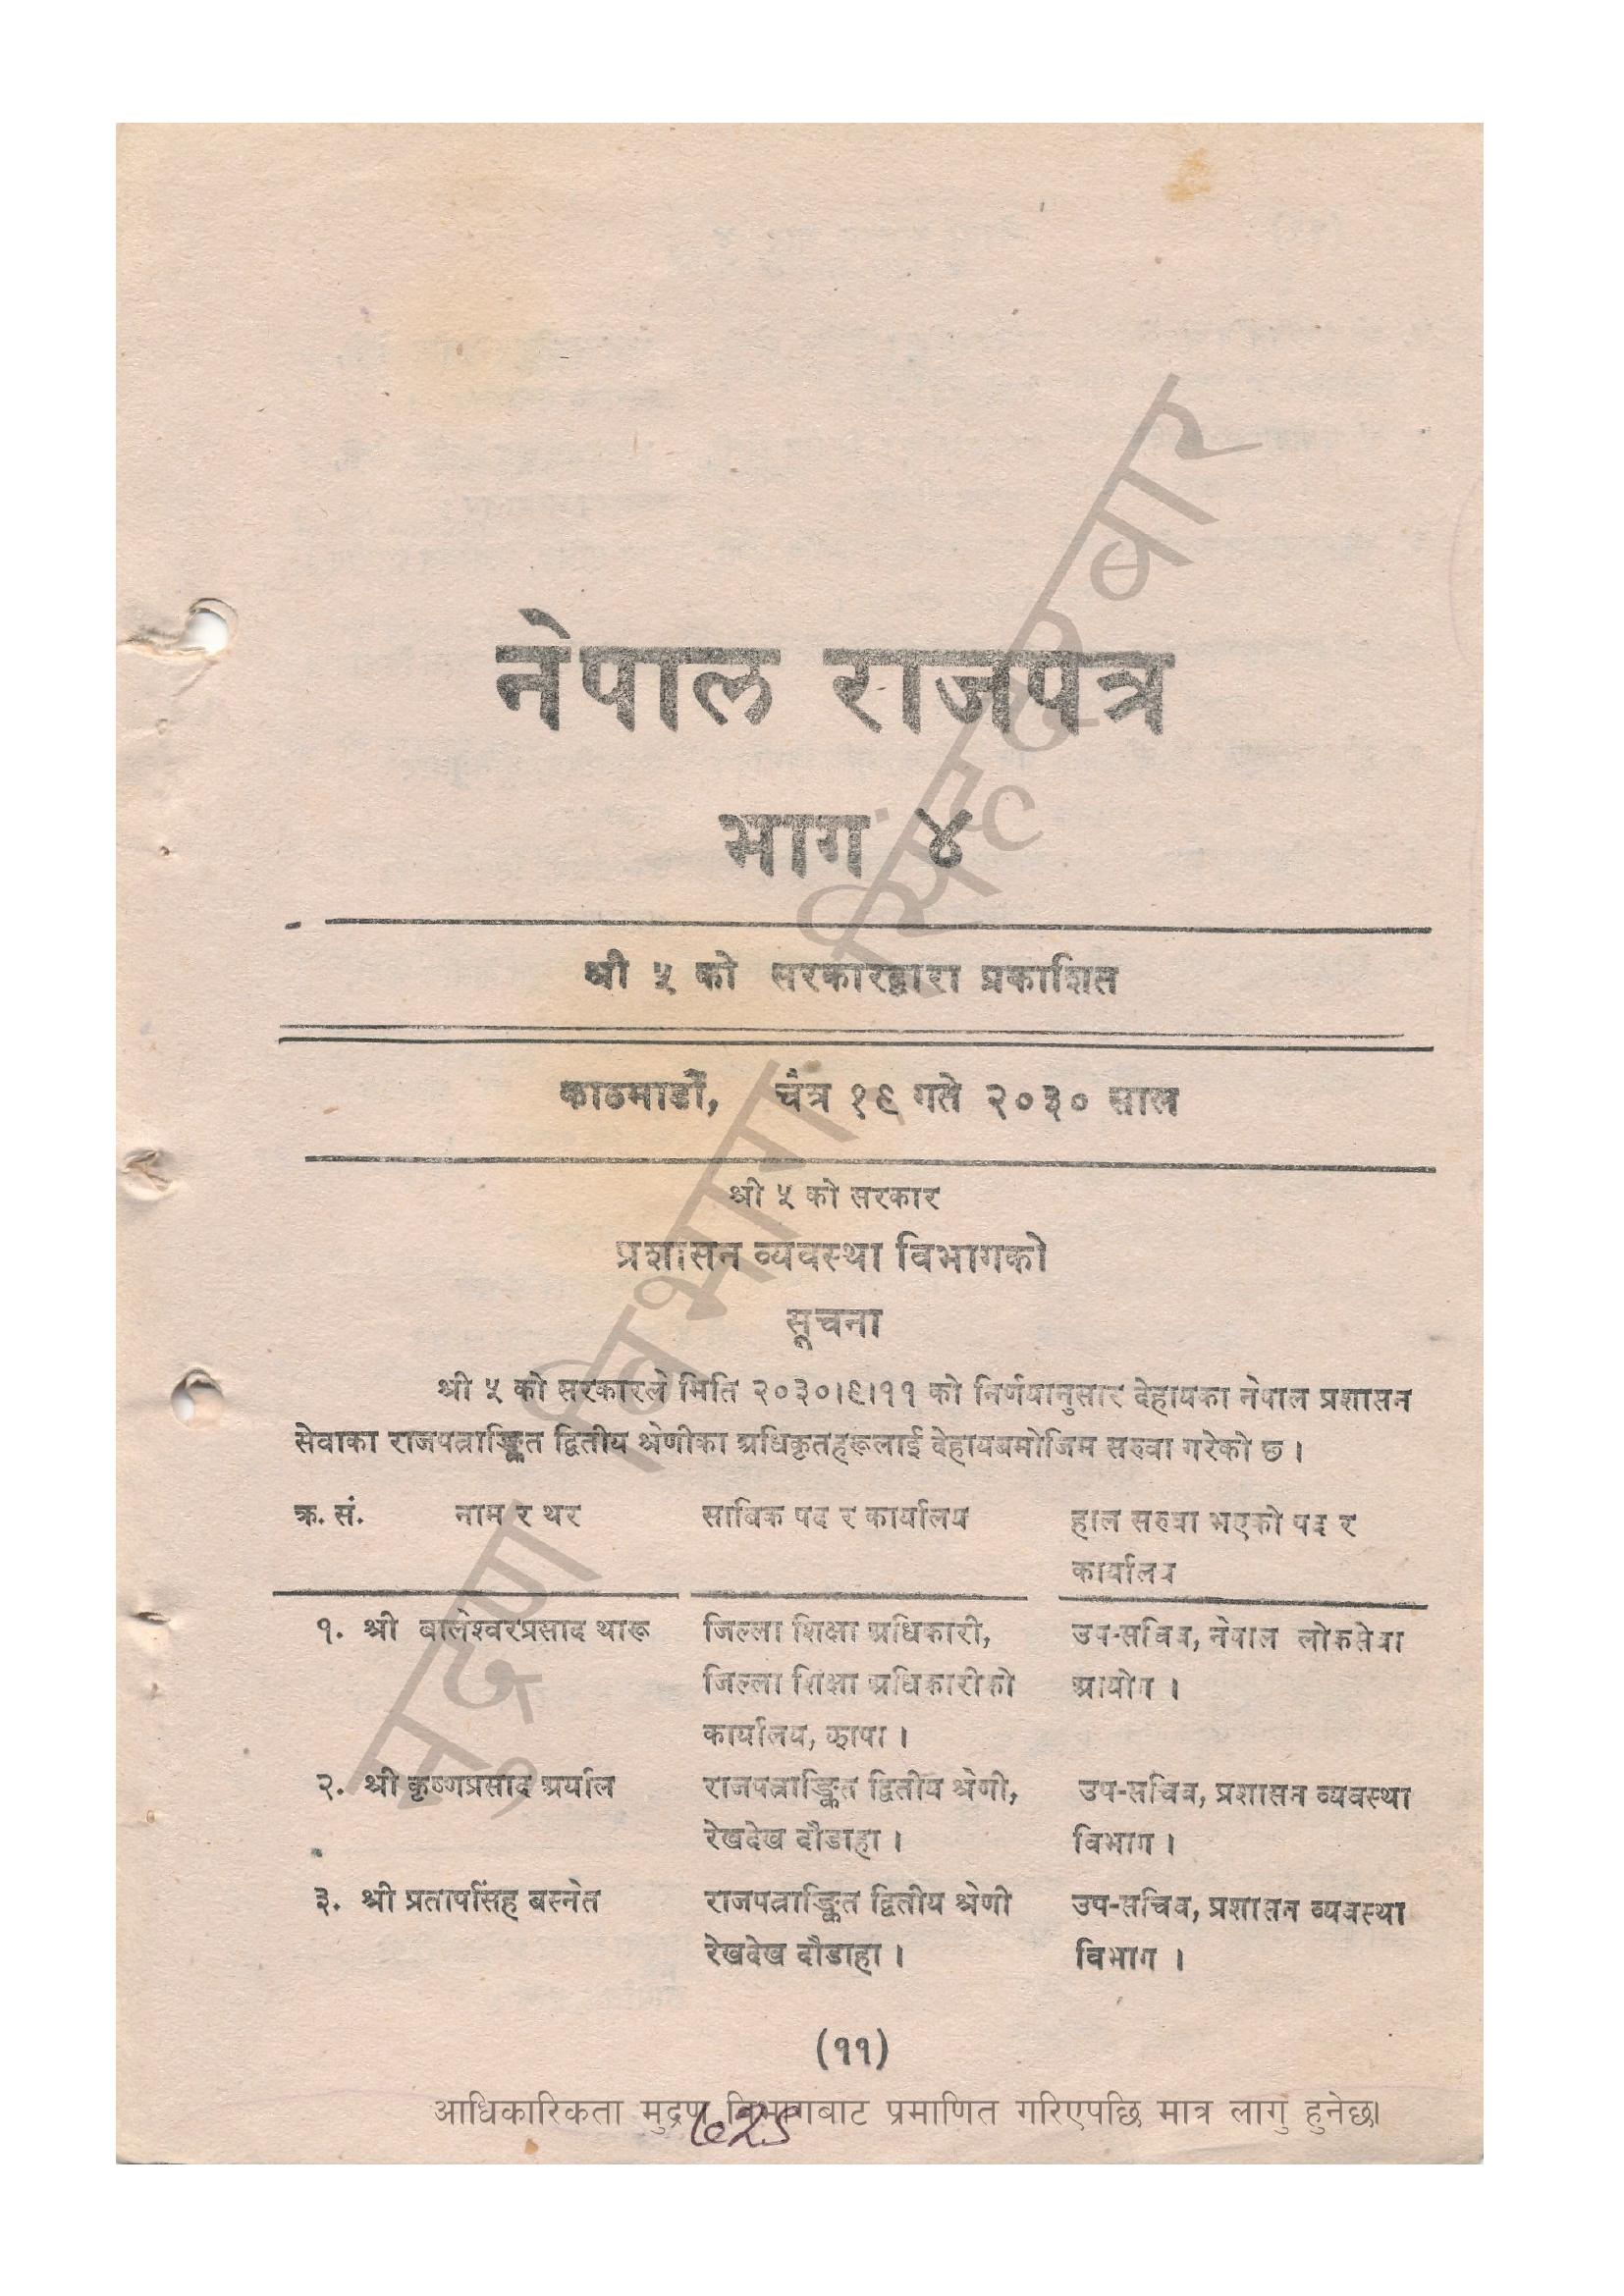 नेपाल राजपत्र
भाग ४
श्री ५ को सरकारद्वारा प्रकाशित
काठमाडौं, चैत्र १९ गते २०३० साल
श्री ५ को सरकार
प्रशासन व्यवस्था विभागको
सूचना
श्री ५ को सरकारले मिति २०३०।९।११ को निर्णयानुसार देहायका नेपाल प्रशासन
सेवाका राजपत्राङ्कित द्वितीय श्रेणीका अधिकृतहरूलाई देहायबमोजिम सरुवा गरेको छ ।
क्र. सं. नाम र थर साबिक पद र कार्यालय हाल सरुवा भएको पद र
कार्यालय
१. श्री बालेश्वरप्रसाद थारू जिल्ला शिक्षा अधिकारी, उप-सचिव, नेपाल लोकसेवा
जिल्ला शिक्षा अधिकारीको आयोग ।
कार्यालय, झापा ।
२. श्री कृष्णप्रसाद अर्याल राजपत्राङ्कित द्वितीय श्रेणी, उप-सचिव, प्रशासन व्यवस्था
रेखदेख दौडाहा । विभाग ।
३. श्री प्रतापसिंह बस्नेत राजपत्राङ्कित द्वितीय श्रेणी उप-सचिव, प्रशासन व्यवस्था
रेखदेख दौडाहा । विभाग ।
(११)
आधिकारिकता मुद्रण विभागबाट प्रमाणित गरिएपछि मात्र लागु हुनेछ।
मुद्रण विभाग, सिंहदरबार